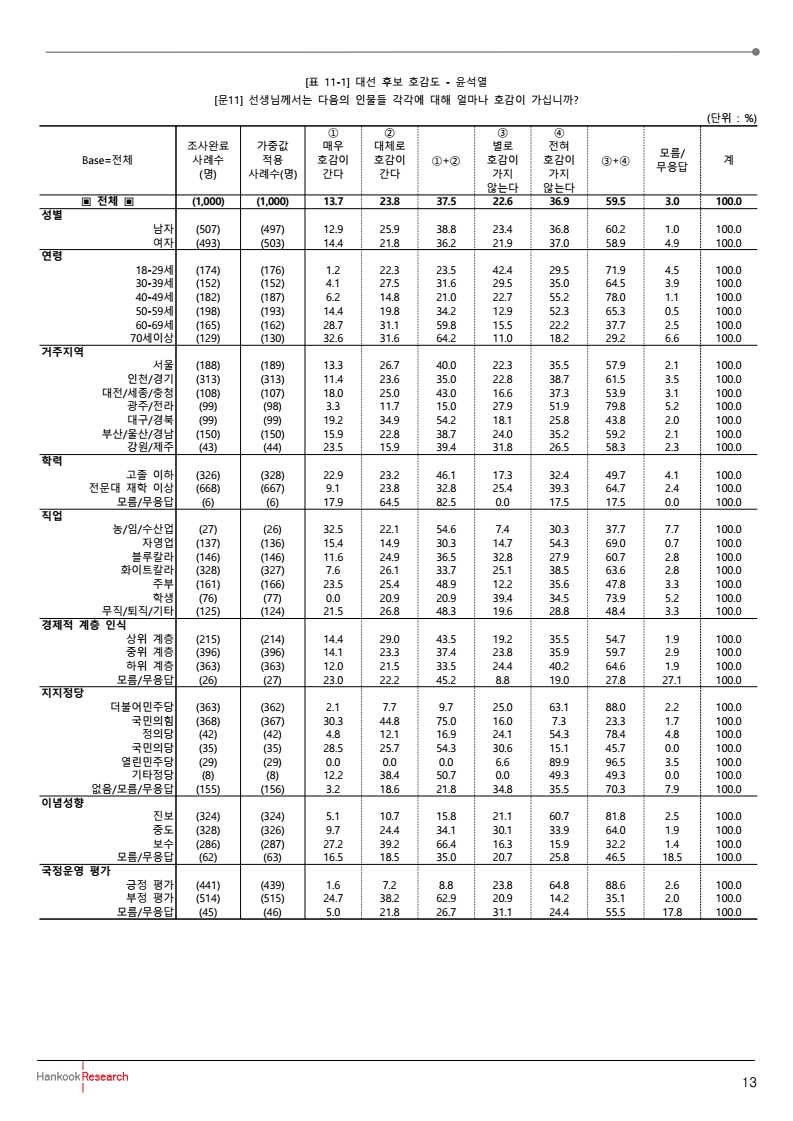 [표 11-1] 대선 후보 호감도 - 윤석열
[문11] 선생님께서는 다음의 인물들 각각에 대해 얼마나 호감이 가십니까?
(단위 : %)
Base=전체 조사완료 사례수 (명) 가중값 적용 사례수(명) ① 매우 호감이 간다 ② 대체로 호감이 간다 ①+② ③ 별로 호감이 가지 않는다 ④ 전혀 호감이 가지 않는다 ③+④ 모름/무응답 계
▣ 전체 ▣ (1,000) (1,000) 13.7 23.8 37.5 22.6 36.9 59.5 3.0 100.0
성별
남자 (507) (497) 12.9 25.9 38.8 23.4 36.8 60.2 1.0 100.0
여자 (493) (503) 14.4 21.8 36.2 21.9 37.0 58.9 4.9 100.0
연령
18-29세 (174) (176) 1.2 22.3 23.5 42.4 29.5 71.9 4.5 100.0
30-39세 (152) (152) 4.1 27.5 31.6 29.5 35.0 64.5 3.9 100.0
40-49세 (182) (187) 6.2 14.8 21.0 22.7 55.2 78.0 1.1 100.0
50-59세 (198) (193) 14.4 19.8 34.2 12.9 52.3 65.3 0.5 100.0
60-69세 (165) (162) 28.7 31.1 59.8 15.5 22.2 37.7 2.5 100.0
70세이상 (129) (130) 32.6 31.6 64.2 11.0 18.2 29.2 6.6 100.0
거주지역
서울 (188) (189) 13.3 26.7 40.0 22.3 35.5 57.9 2.1 100.0
인천/경기 (313) (313) 11.4 23.6 35.0 22.8 38.7 61.5 3.5 100.0
대전/세종/충청 (108) (107) 18.0 25.0 43.0 16.6 37.3 53.9 3.1 100.0
광주/전라 (99) (98) 3.3 11.7 15.0 27.9 51.9 79.8 5.2 100.0
대구/경북 (99) (99) 19.2 34.9 54.2 18.1 25.8 43.8 2.0 100.0
부산/울산/경남 (150) (150) 15.9 22.8 38.7 24.0 35.2 59.2 2.1 100.0
강원/제주 (43) (44) 23.5 15.9 39.4 31.8 26.5 58.3 2.3 100.0
학력
고졸 이하 (326) (328) 22.9 23.2 46.1 17.3 32.4 49.7 4.1 100.0
전문대 재학 이상 (668) (667) 9.1 23.8 32.8 25.4 39.3 64.7 2.4 100.0
모름/무응답 (6) (6) 17.9 64.5 82.5 0.0 17.5 17.5 0.0 100.0
직업
농/임/수산업 (27) (26) 32.5 22.1 54.6 7.4 30.3 37.7 7.7 100.0
자영업 (137) (136) 15.4 14.9 30.3 14.7 54.3 69.0 0.7 100.0
블루칼라 (146) (146) 11.6 24.9 36.5 32.8 27.9 60.7 2.8 100.0
화이트칼라 (328) (327) 7.6 26.1 33.7 25.1 38.5 63.6 2.8 100.0
주부 (161) (166) 23.5 25.4 48.9 12.2 35.6 47.8 3.3 100.0
학생 (76) (77) 0.0 20.9 20.9 39.4 34.5 73.9 5.2 100.0
무직/퇴직/기타 (125) (124) 21.5 26.8 48.3 19.6 28.8 48.4 3.3 100.0
경제적 계층 인식
상위 계층 (215) (214) 14.4 29.0 43.5 19.2 35.5 54.7 1.9 100.0
중위 계층 (396) (396) 14.1 23.3 37.4 23.8 35.9 59.7 2.9 100.0
하위 계층 (363) (363) 12.0 21.5 33.5 24.4 40.2 64.6 1.9 100.0
모름/무응답 (26) (27) 23.0 22.2 45.2 8.8 19.0 27.8 27.1 100.0
지지정당
더불어민주당 (363) (362) 2.1 7.7 9.7 25.0 63.1 88.0 2.2 100.0
국민의힘 (368) (367) 30.3 44.8 75.0 16.0 7.3 23.3 1.7 100.0
정의당 (42) (42) 4.8 12.1 16.9 24.1 54.3 78.4 4.8 100.0
국민의당 (35) (35) 28.5 25.7 54.3 30.6 15.1 45.7 0.0 100.0
열린민주당 (29) (29) 0.0 0.0 0.0 6.6 89.9 96.5 3.5 100.0
기타정당 (8) (8) 12.2 38.4 50.7 0.0 49.3 49.3 0.0 100.0
없음/모름/무응답 (155) (156) 3.2 18.6 21.8 34.8 35.5 70.3 7.9 100.0
이념성향
진보 (324) (324) 5.1 10.7 15.8 21.1 60.7 81.8 2.5 100.0
중도 (328) (326) 9.7 24.4 34.1 30.1 33.9 64.0 1.9 100.0
보수 (286) (287) 27.2 39.2 66.4 16.3 15.9 32.2 1.4 100.0
모름/무응답 (62) (63) 16.5 18.5 35.0 20.7 25.8 46.5 18.5 100.0
국정운영 평가
긍정 평가 (441) (439) 1.6 7.2 8.8 23.8 64.8 88.6 2.6 100.0
부정 평가 (514) (515) 24.7 38.2 62.9 20.9 14.2 35.1 2.0 100.0
모름/무응답 (45) (46) 5.0 21.8 26.7 31.1 24.4 55.5 17.8 100.0
Hankook Research
13